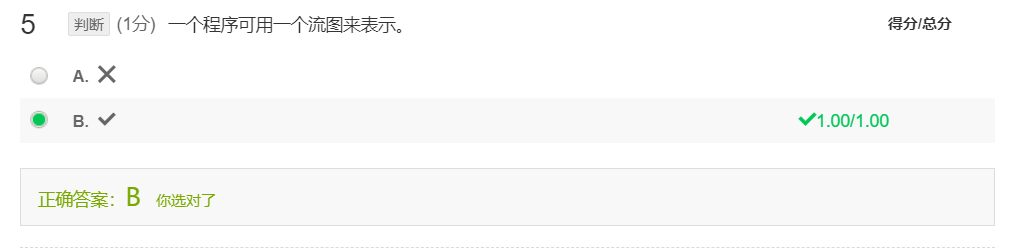 5 判断 (1分) 一个程序可用一个流图来表示。 得分/总分
A.
B. 1.00/1.00
正确答案：B 你选对了